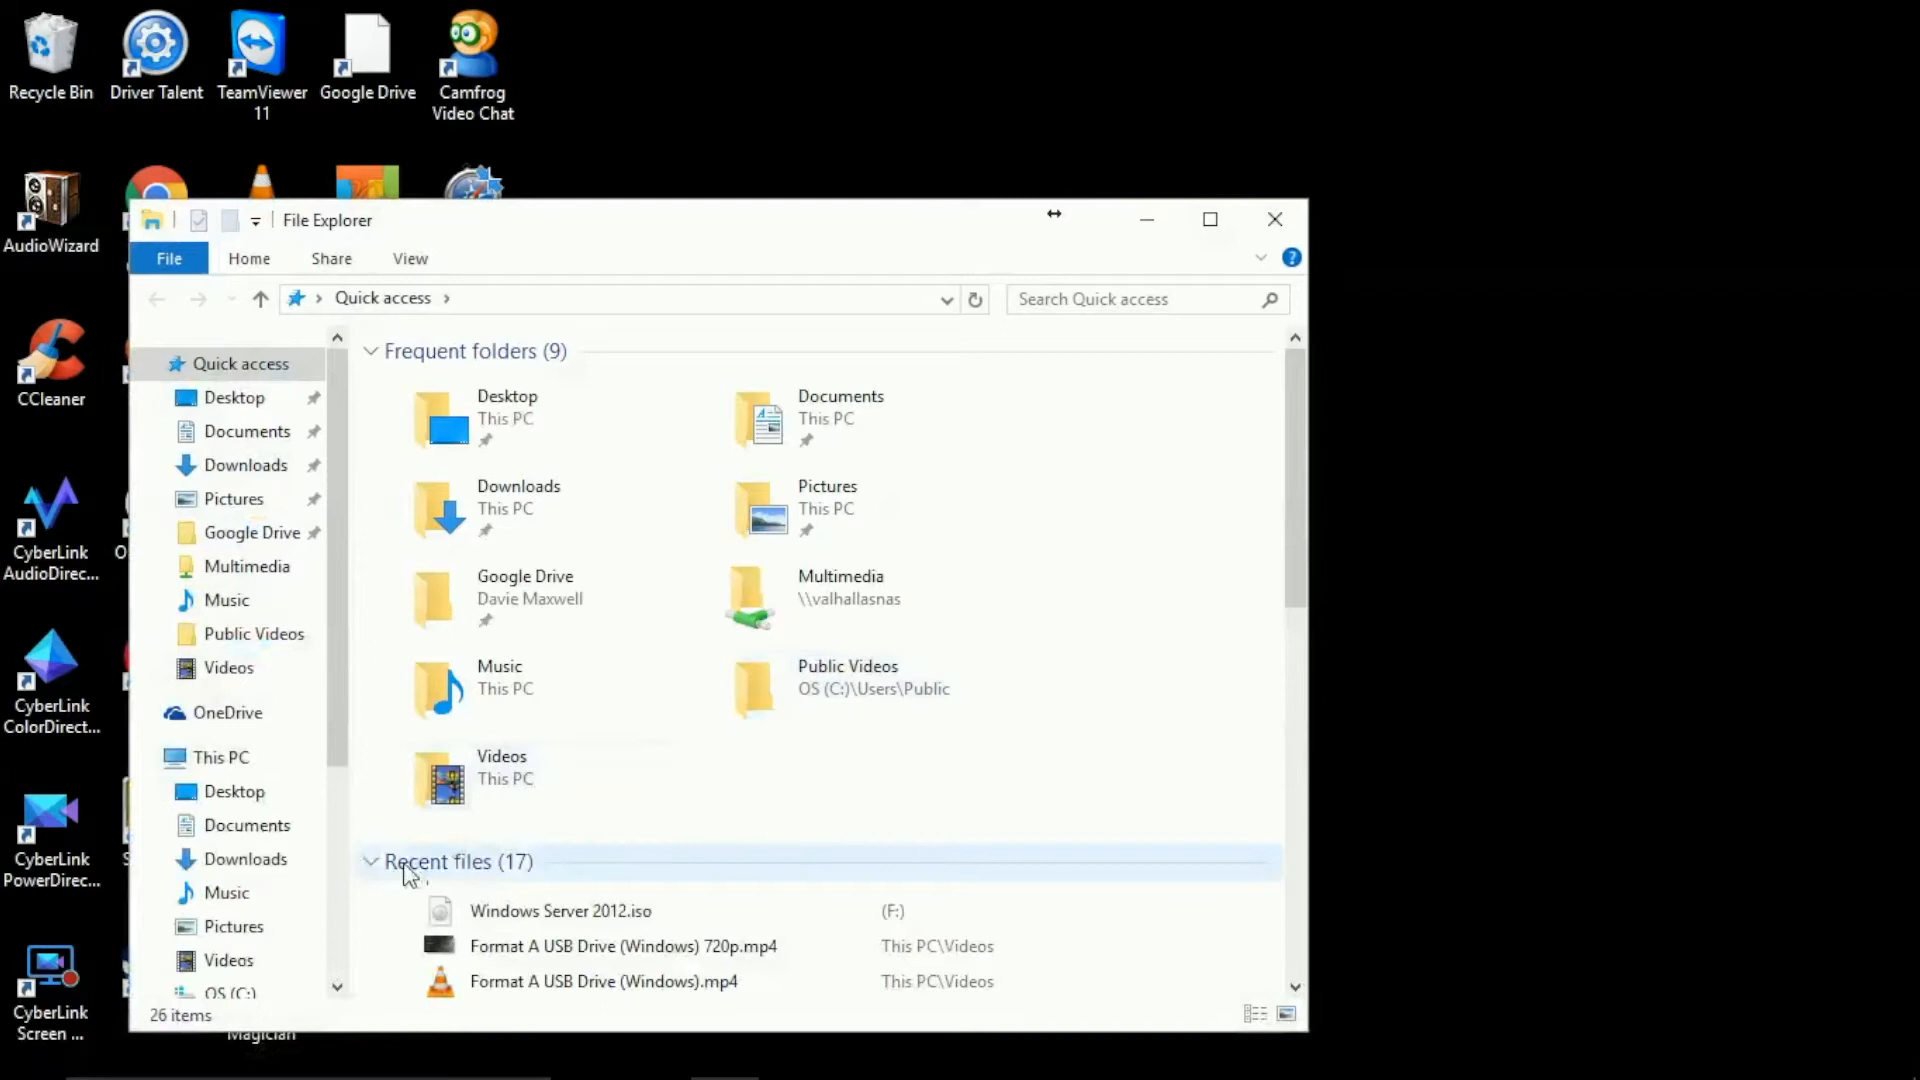 Recycle Bin
Driver Talent
TeamViewer
11
Google Drive
Camfrog
Video Chat
AudioWizard
CCleaner
CyberLink
AudioDirec...
CyberLink
ColorDirect...
CyberLink
PowerDirec...
CyberLink
Screen ...
Magician
File Explorer
File
Home
Share
View
Quick access
Search Quick access
Quick access
Desktop
Documents
Downloads
Pictures
Google Drive
Multimedia
Music
Public Videos
Videos
OneDrive
This PC
Desktop
Documents
Downloads
Music
Pictures
Videos
OS (C:)
Frequent folders (9)
Desktop
This PC
Documents
This PC
Downloads
This PC
Pictures
This PC
Google Drive
Davie Maxwell
Multimedia
\\valhallasnas
Music
This PC
Public Videos
OS (C:)\Users\Public
Videos
This PC
Recent files (17)
Windows Server 2012.iso (F:)
Format A USB Drive (Windows) 720p.mp4 This PC\Videos
Format A USB Drive (Windows).mp4 This PC\Videos
26 items